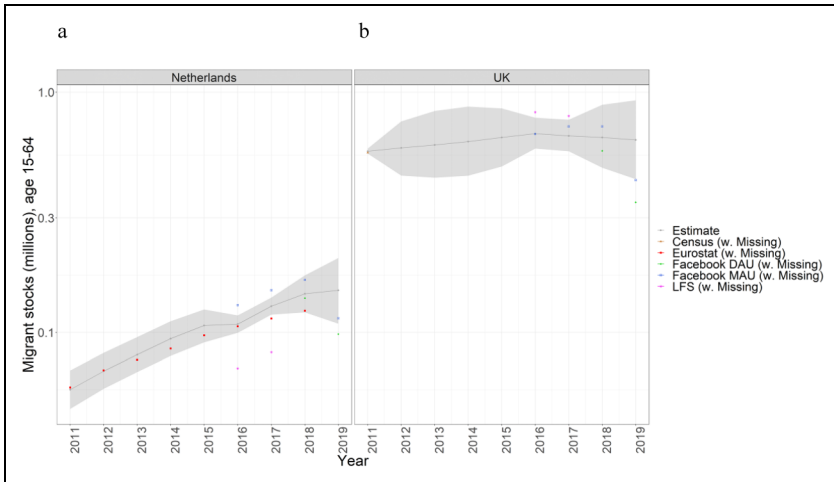 a b
Netherlands UK
Migrant stocks (millions), age 15-64
1.0
0.3
0.1
2011 2012 2013 2014 2015 2016 2017 2018 2019 2011 2012 2013 2014 2015 2016 2017 2018 2019
Year
Estimate
Census (w. Missing)
Eurostat (w. Missing)
Facebook DAU (w. Missing)
Facebook MAU (w. Missing)
LFS (w. Missing)